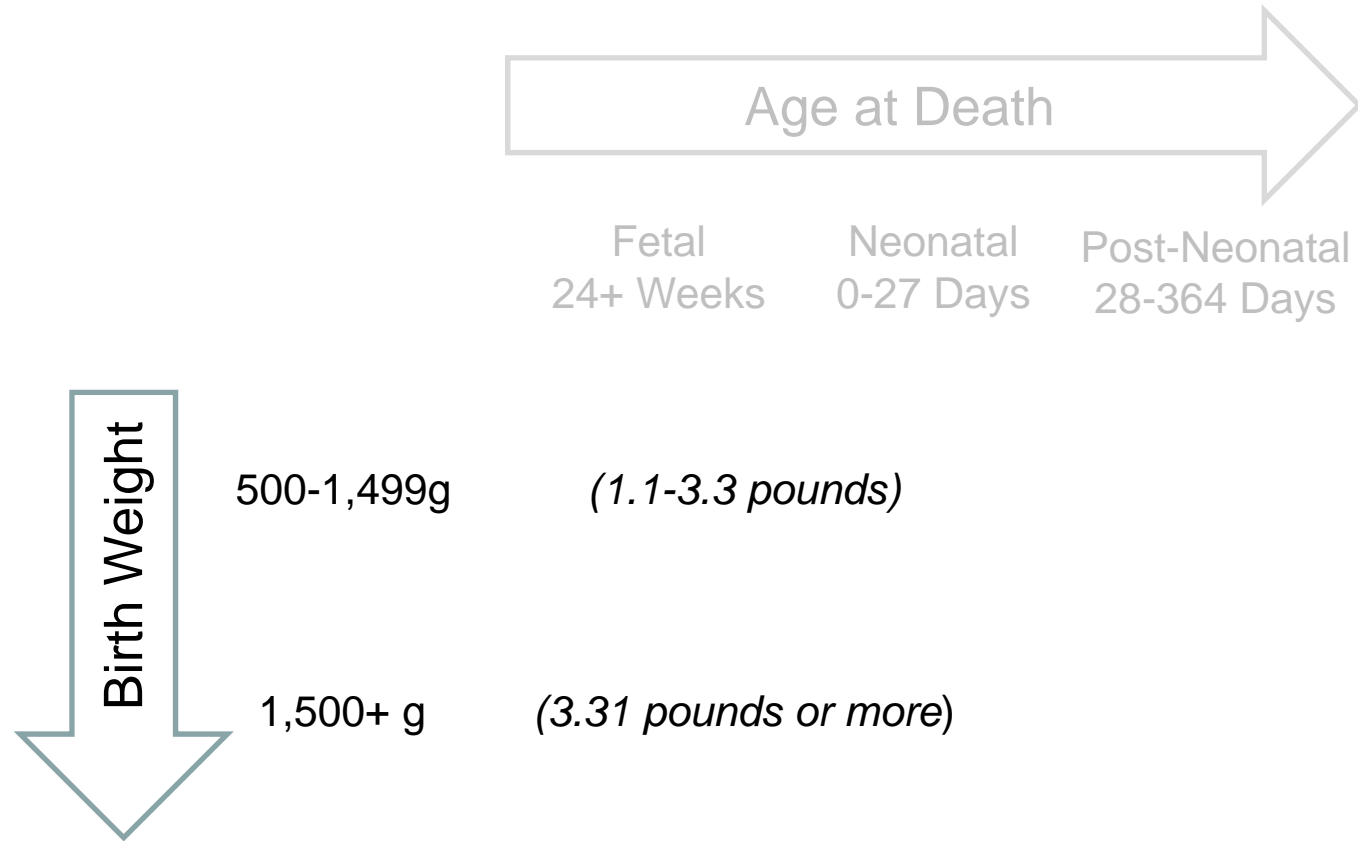 Age at Death
Fetal
24+ Weeks
Neonatal
0-27 Days
Post-Neonatal
28-364 Days
Birth Weight
500-1,499g (1.1-3.3 pounds)
1,500+ g (3.31 pounds or more)